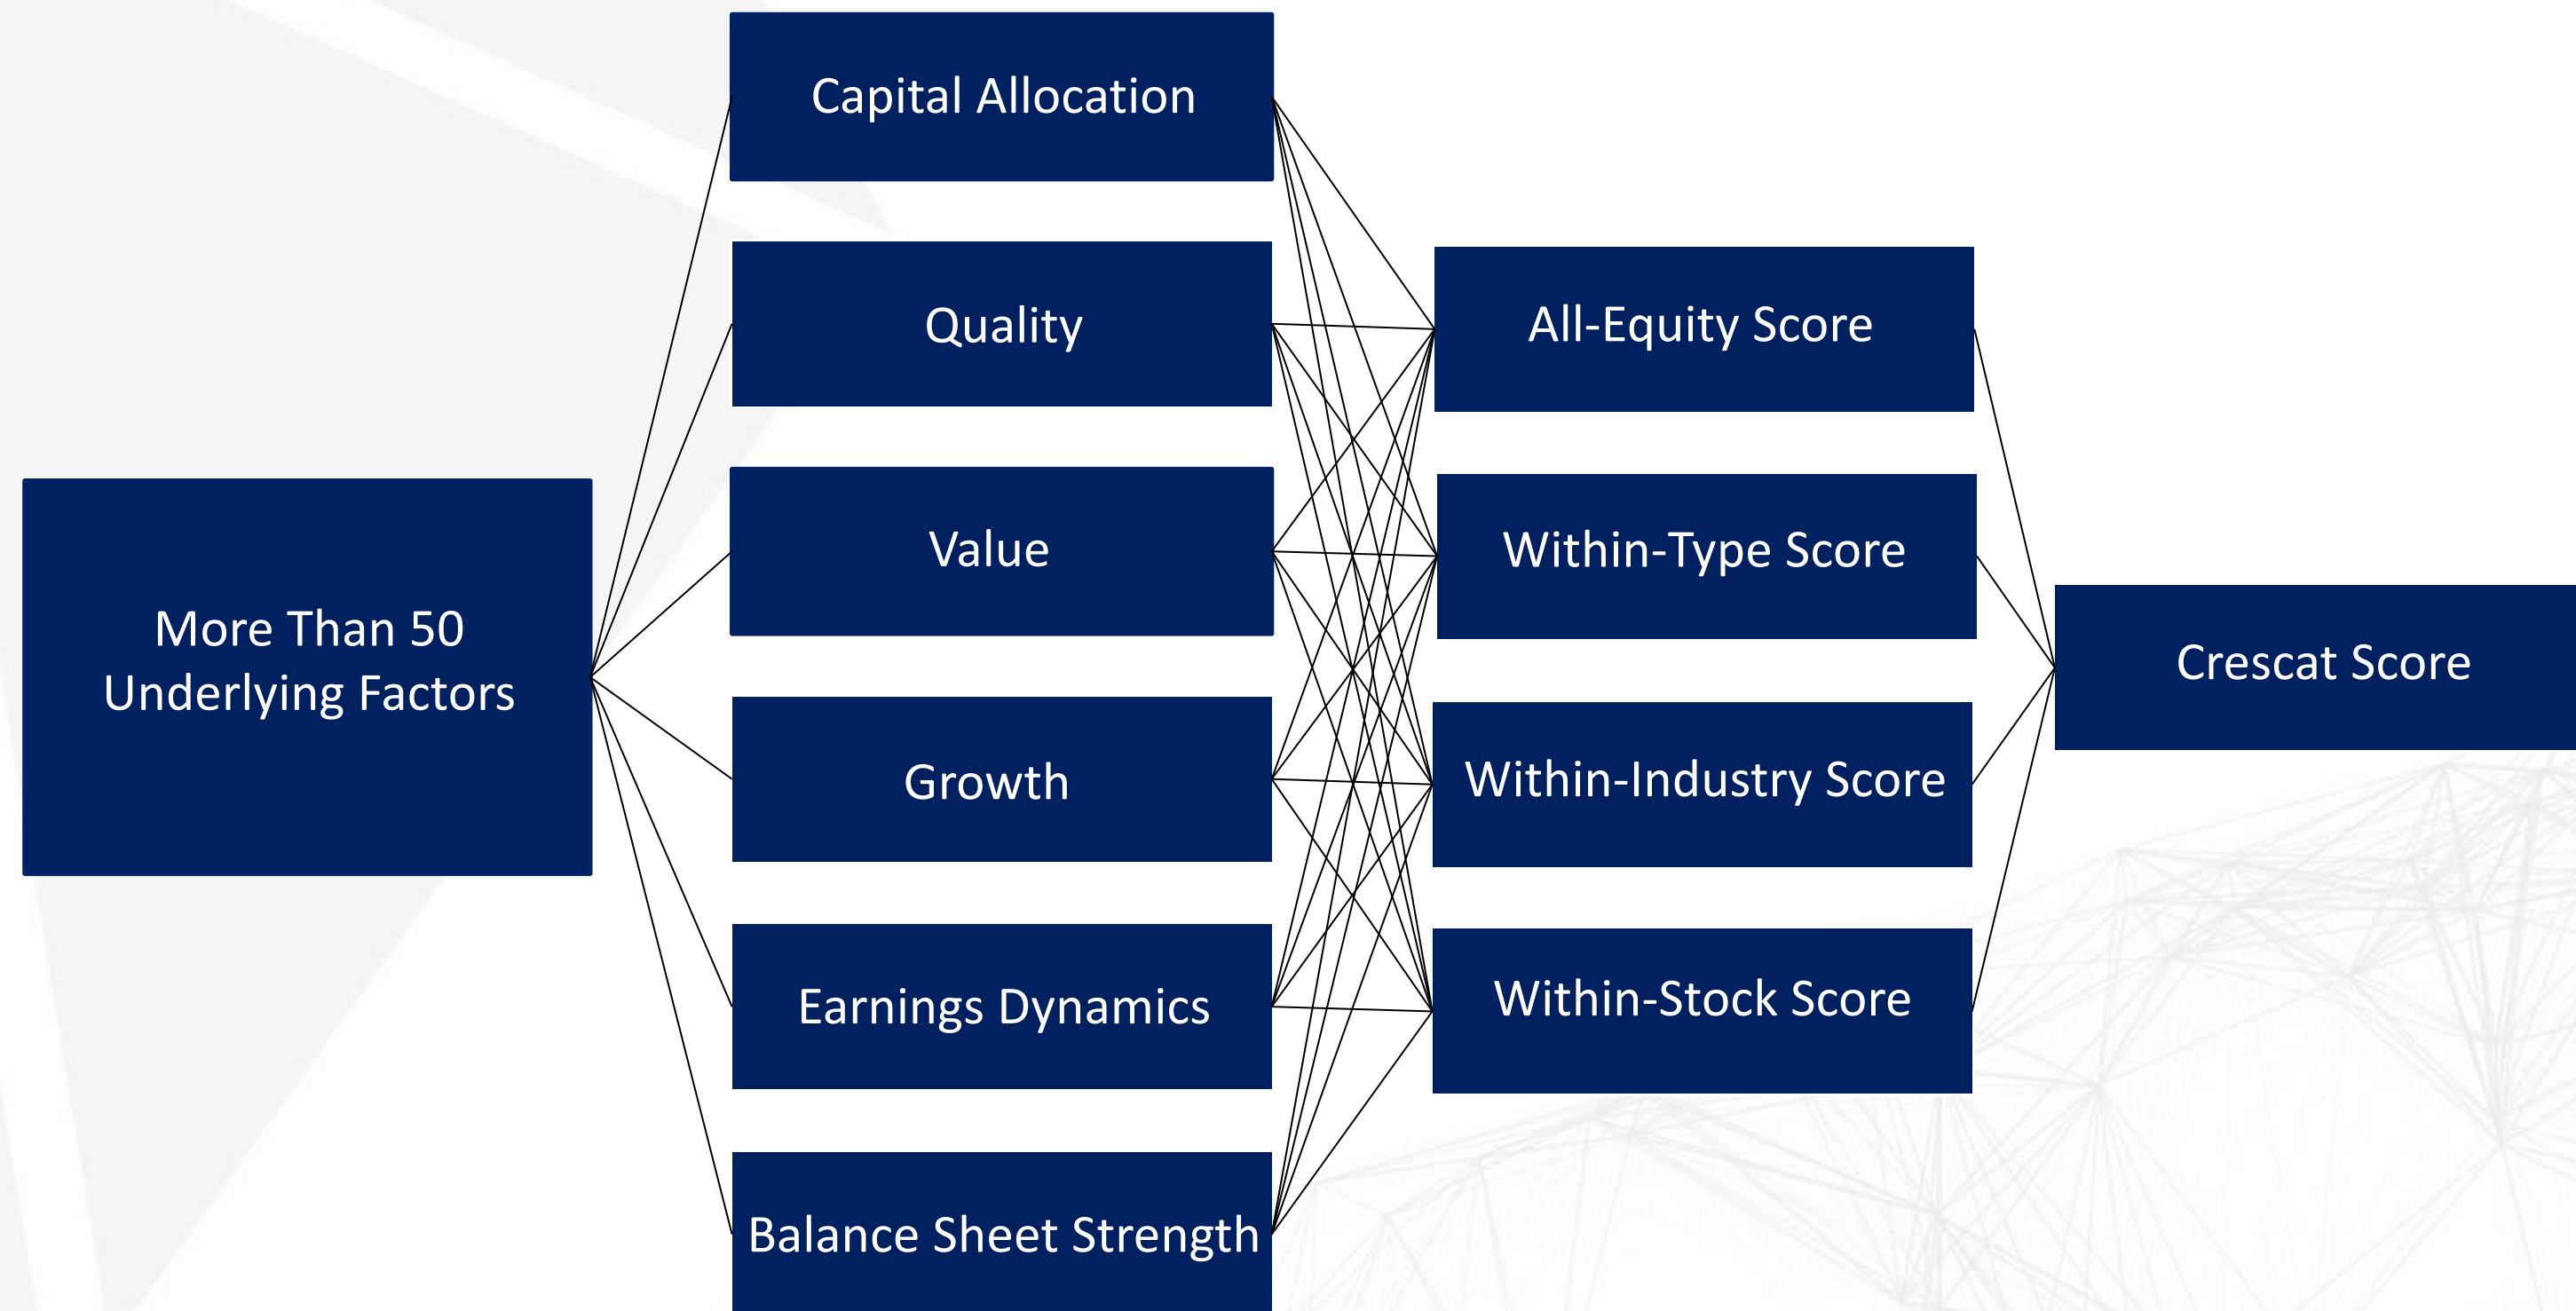 More Than 50
Underlying Factors
Capital Allocation
Quality
Value
Growth
Earnings Dynamics
Balance Sheet Strength
All-Equity Score
Within-Type Score
Within-Industry Score
Within-Stock Score
Crescat Score